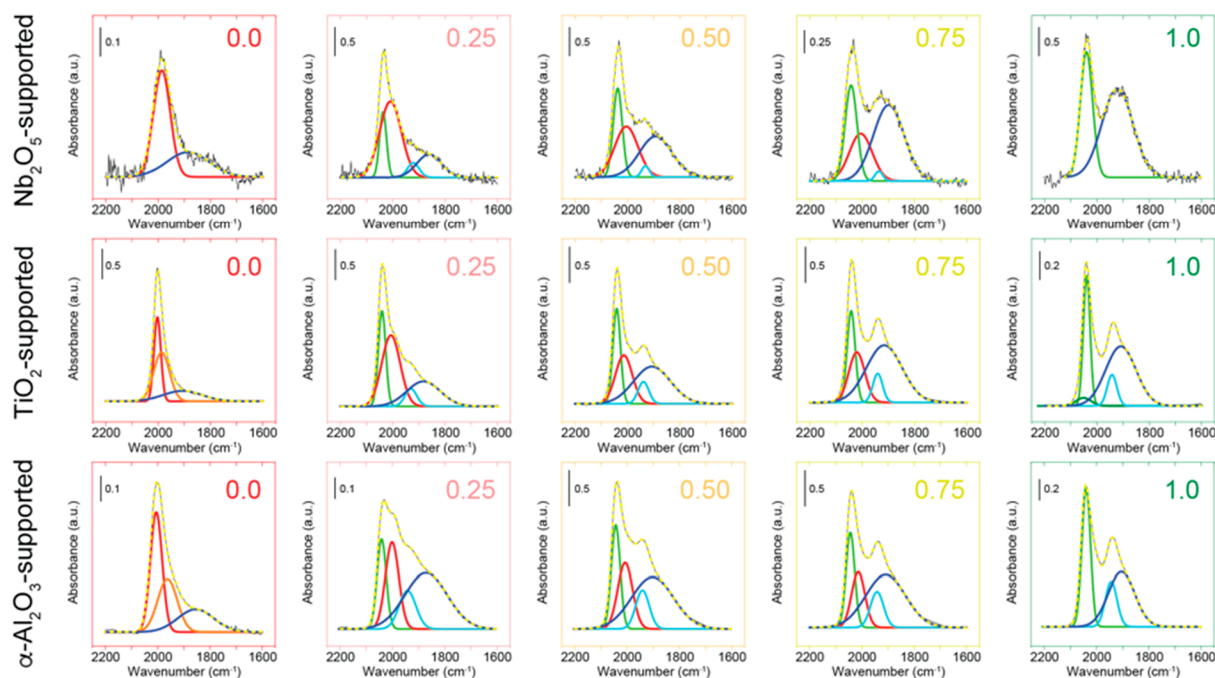 Nb2O5-supported
Absorbance (a.u.)
0.1
0.0
2200 2000 1800 1600
Wavenumber (cm-1)
Absorbance (a.u.)
0.5
0.25
2200 2000 1800 1600
Wavenumber (cm-1)
Absorbance (a.u.)
0.5
0.50
2200 2000 1800 1600
Wavenumber (cm-1)
Absorbance (a.u.)
0.25
0.75
2200 2000 1800 1600
Wavenumber (cm-1)
Absorbance (a.u.)
0.5
1.0
2200 2000 1800 1600
Wavenumber (cm-1)
TiO2-supported
Absorbance (a.u.)
0.5
0.0
2200 2000 1800 1600
Wavenumber (cm-1)
Absorbance (a.u.)
0.5
0.25
2200 2000 1800 1600
Wavenumber (cm-1)
Absorbance (a.u.)
0.5
0.50
2200 2000 1800 1600
Wavenumber (cm-1)
Absorbance (a.u.)
0.5
0.75
2200 2000 1800 1600
Wavenumber (cm-1)
Absorbance (a.u.)
0.2
1.0
2200 2000 1800 1600
Wavenumber (cm-1)
α-Al2O3-supported
Absorbance (a.u.)
0.1
0.0
2200 2000 1800 1600
Wavenumber (cm-1)
Absorbance (a.u.)
0.1
0.25
2200 2000 1800 1600
Wavenumber (cm-1)
Absorbance (a.u.)
0.5
0.50
2200 2000 1800 1600
Wavenumber (cm-1)
Absorbance (a.u.)
0.5
0.75
2200 2000 1800 1600
Wavenumber (cm-1)
Absorbance (a.u.)
0.2
1.0
2200 2000 1800 1600
Wavenumber (cm-1)